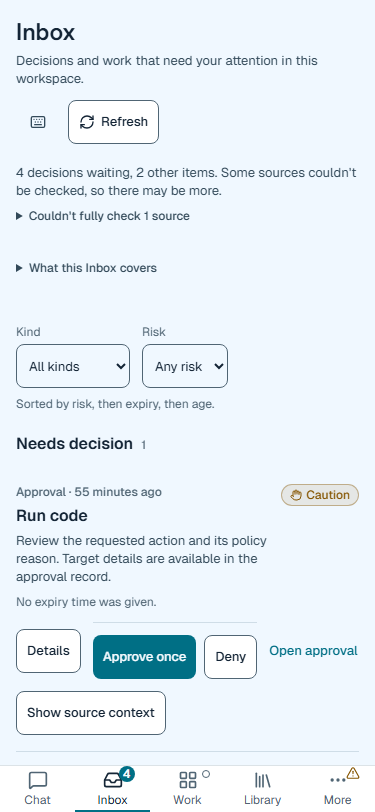 Inbox
Decisions and work that need your attention in this
workspace.
Refresh
4 decisions waiting, 2 other items. Some sources couldn't
be checked, so there may be more.
Couldn't fully check 1 source
What this Inbox covers
Kind
Risk
All kinds
Any risk
Sorted by risk, then expiry, then age.
Needs decision 1
Approval · 55 minutes ago
Caution
Run code
Review the requested action and its policy
reason. Target details are available in the
approval record.
No expiry time was given.
Details
Approve once
Deny
Open approval
Show source context
4
Chat
Inbox
Work
Library
More